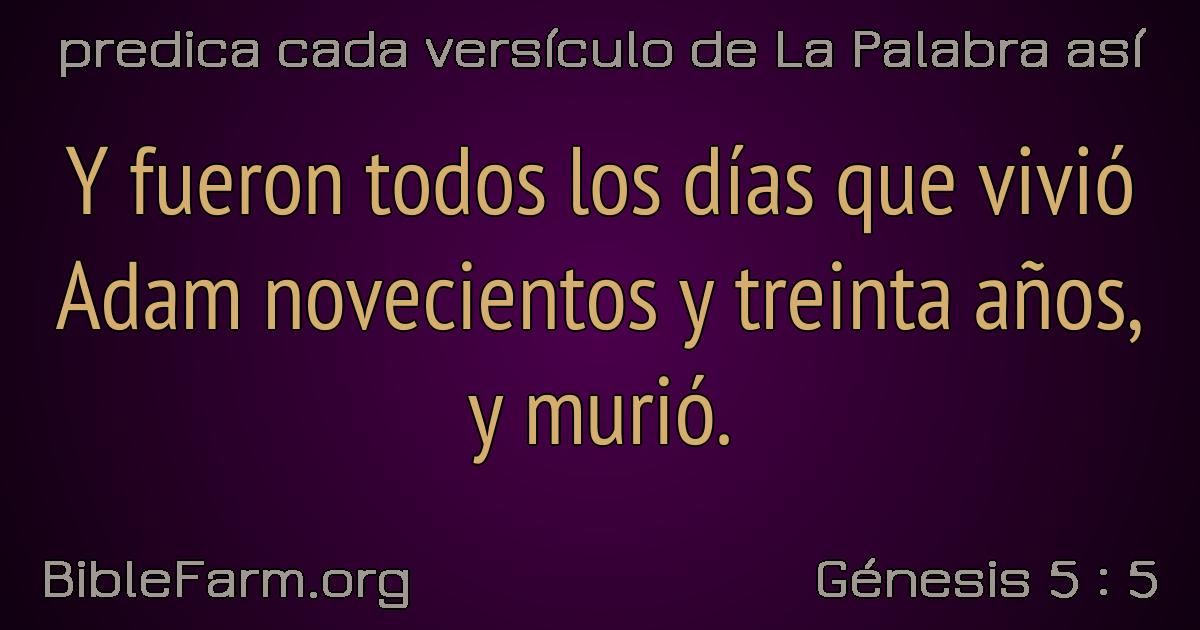 predica cada versículo de La Palabra así
Y fueron todos los días que vivió
Adam novecientos y treinta años,
y murió.
BibleFarm.org
Génesis 5 : 5